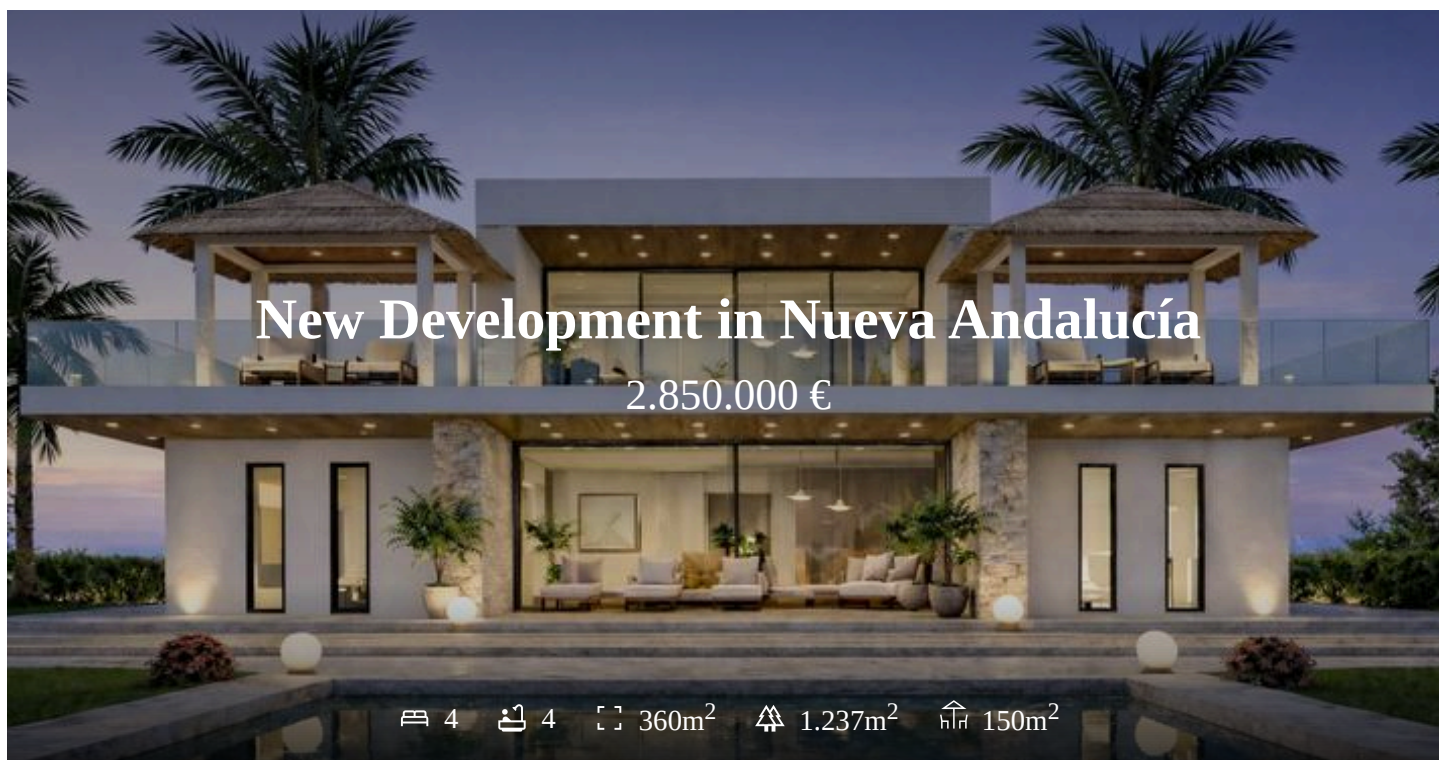 New Development in Nueva Andalucía
2.850.000 €
4 4 360m² 1.237m² 150m²